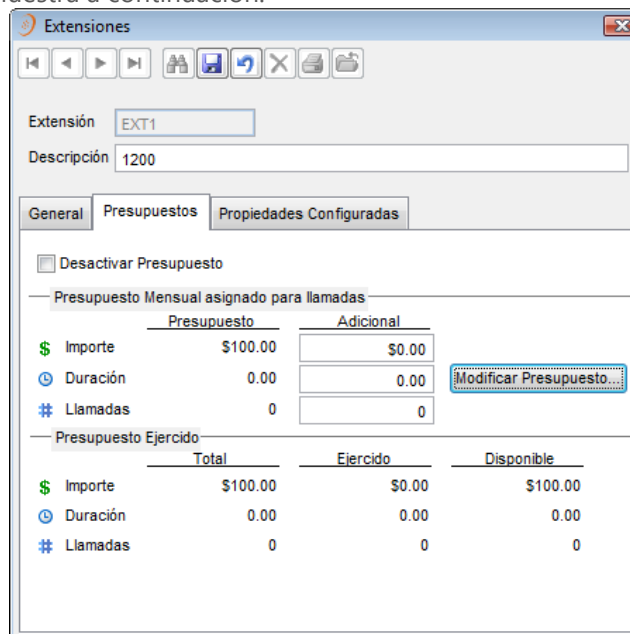 muestra a continuación.
Extensiones
Extensión EXT1
Descripción 1200
General Presupuestos Propiedades Configuradas
Desactivar Presupuesto
Presupuesto Mensual asignado para llamadas
Presupuesto Adicional
$ Importe $100.00 $0.00
Duración 0.00 0.00 Modificar Presupuesto...
# Llamadas 0 0
Presupuesto Ejercido
Total Ejercido Disponible
$ Importe $100.00 $0.00 $100.00
Duración 0.00 0.00 0.00
# Llamadas 0 0 0